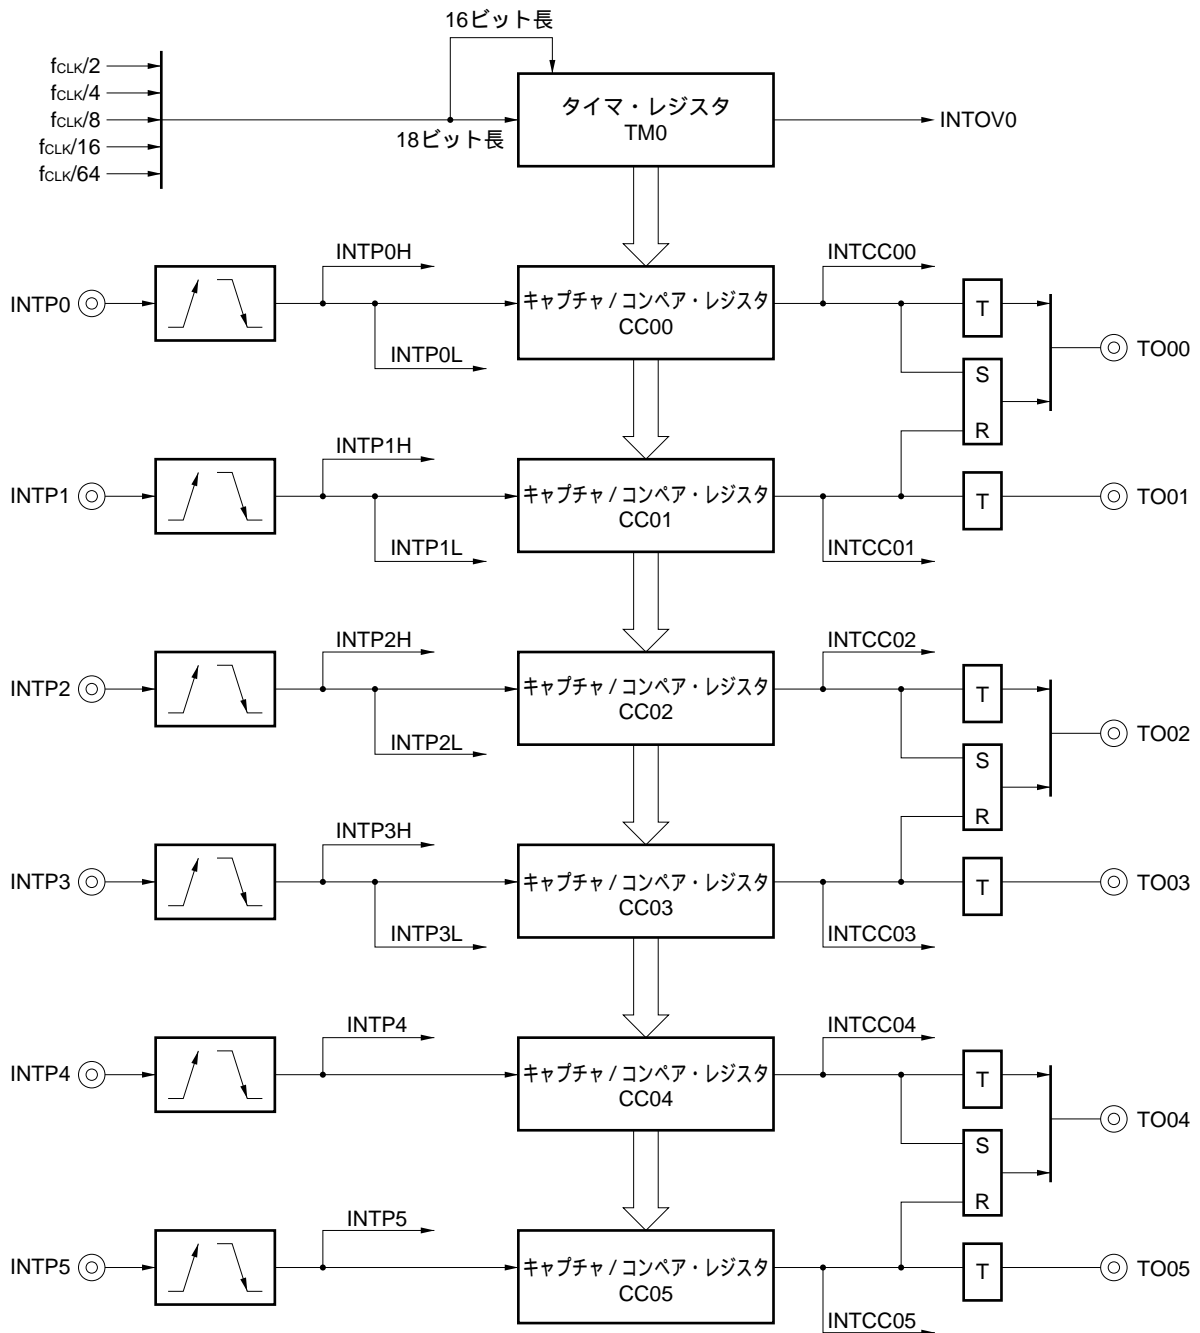 16ビット長
fCLK/2
fCLK/4
fCLK/8
fCLK/16
fCLK/64
18ビット長
タイマ・レジスタ
TM0
INTOV0
INTP0
INTP0H
INTP0L
キャプチャ / コンペア・レジスタ
CC00
INTCC00
T
S
R
TO00
INTP1
INTP1H
INTP1L
キャプチャ / コンペア・レジスタ
CC01
INTCC01
T
TO01
INTP2
INTP2H
INTP2L
キャプチャ / コンペア・レジスタ
CC02
INTCC02
T
S
R
TO02
INTP3
INTP3H
INTP3L
キャプチャ / コンペア・レジスタ
CC03
INTCC03
T
TO03
INTP4
INTP4
キャプチャ / コンペア・レジスタ
CC04
INTCC04
T
S
R
TO04
INTP5
INTP5
キャプチャ / コンペア・レジスタ
CC05
INTCC05
T
TO05